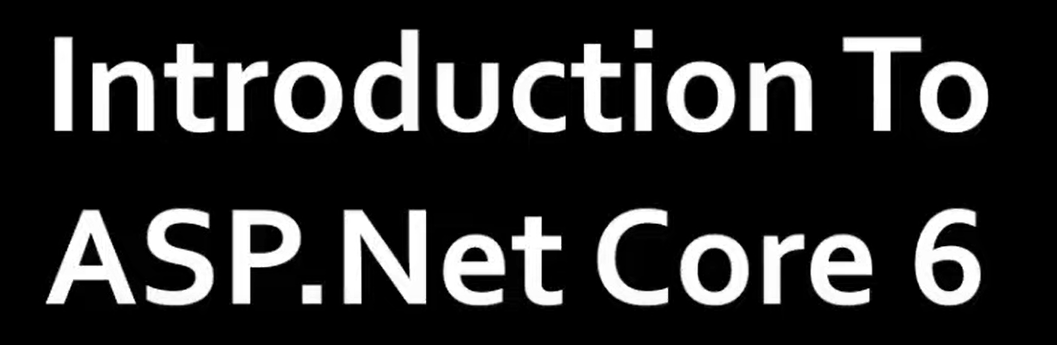 Introduction To
ASP.Net Core 6